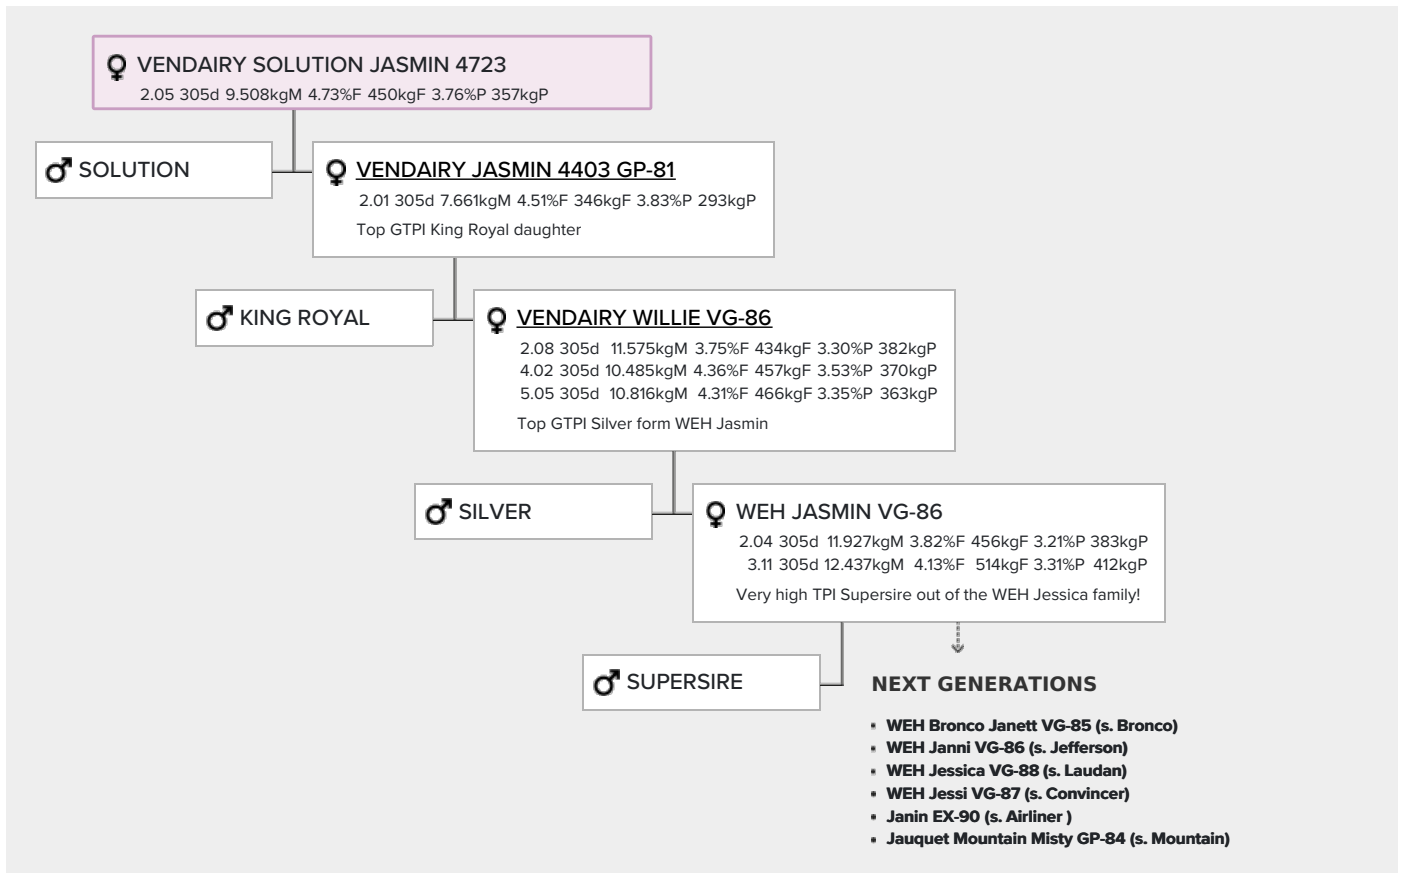 VENDAIRY SOLUTION JASMIN 4723
2.05 305d 9.508kgM 4.73%F 450kgF 3.76%P 357kgP
SOLUTION
VENDAIRY JASMIN 4403 GP-81
2.01 305d 7.661kgM 4.51%F 346kgF 3.83%P 293kgP
Top GTPI King Royal daughter
KING ROYAL
VENDAIRY WILLIE VG-86
2.08 305d 11.575kgM 3.75%F 434kgF 3.30%P 382kgP
4.02 305d 10.485kgM 4.36%F 457kgF 3.53%P 370kgP
5.05 305d 10.816kgM 4.31%F 466kgF 3.35%P 363kgP
Top GTPI Silver form WEH Jasmin
SILVER
WEH JASMIN VG-86
2.04 305d 11.927kgM 3.82%F 456kgF 3.21%P 383kgP
3.11 305d 12.437kgM 4.13%F 514kgF 3.31%P 412kgP
Very high TPI Supersire out of the WEH Jessica family!
SUPERSIRE
NEXT GENERATIONS
▪ WEH Bronco Janett VG-85 (s. Bronco)
▪ WEH Janni VG-86 (s. Jefferson)
▪ WEH Jessica VG-88 (s. Laudan)
▪ WEH Jessi VG-87 (s. Convincer)
▪ Janin EX-90 (s. Airliner )
▪ Jauquet Mountain Misty GP-84 (s. Mountain)